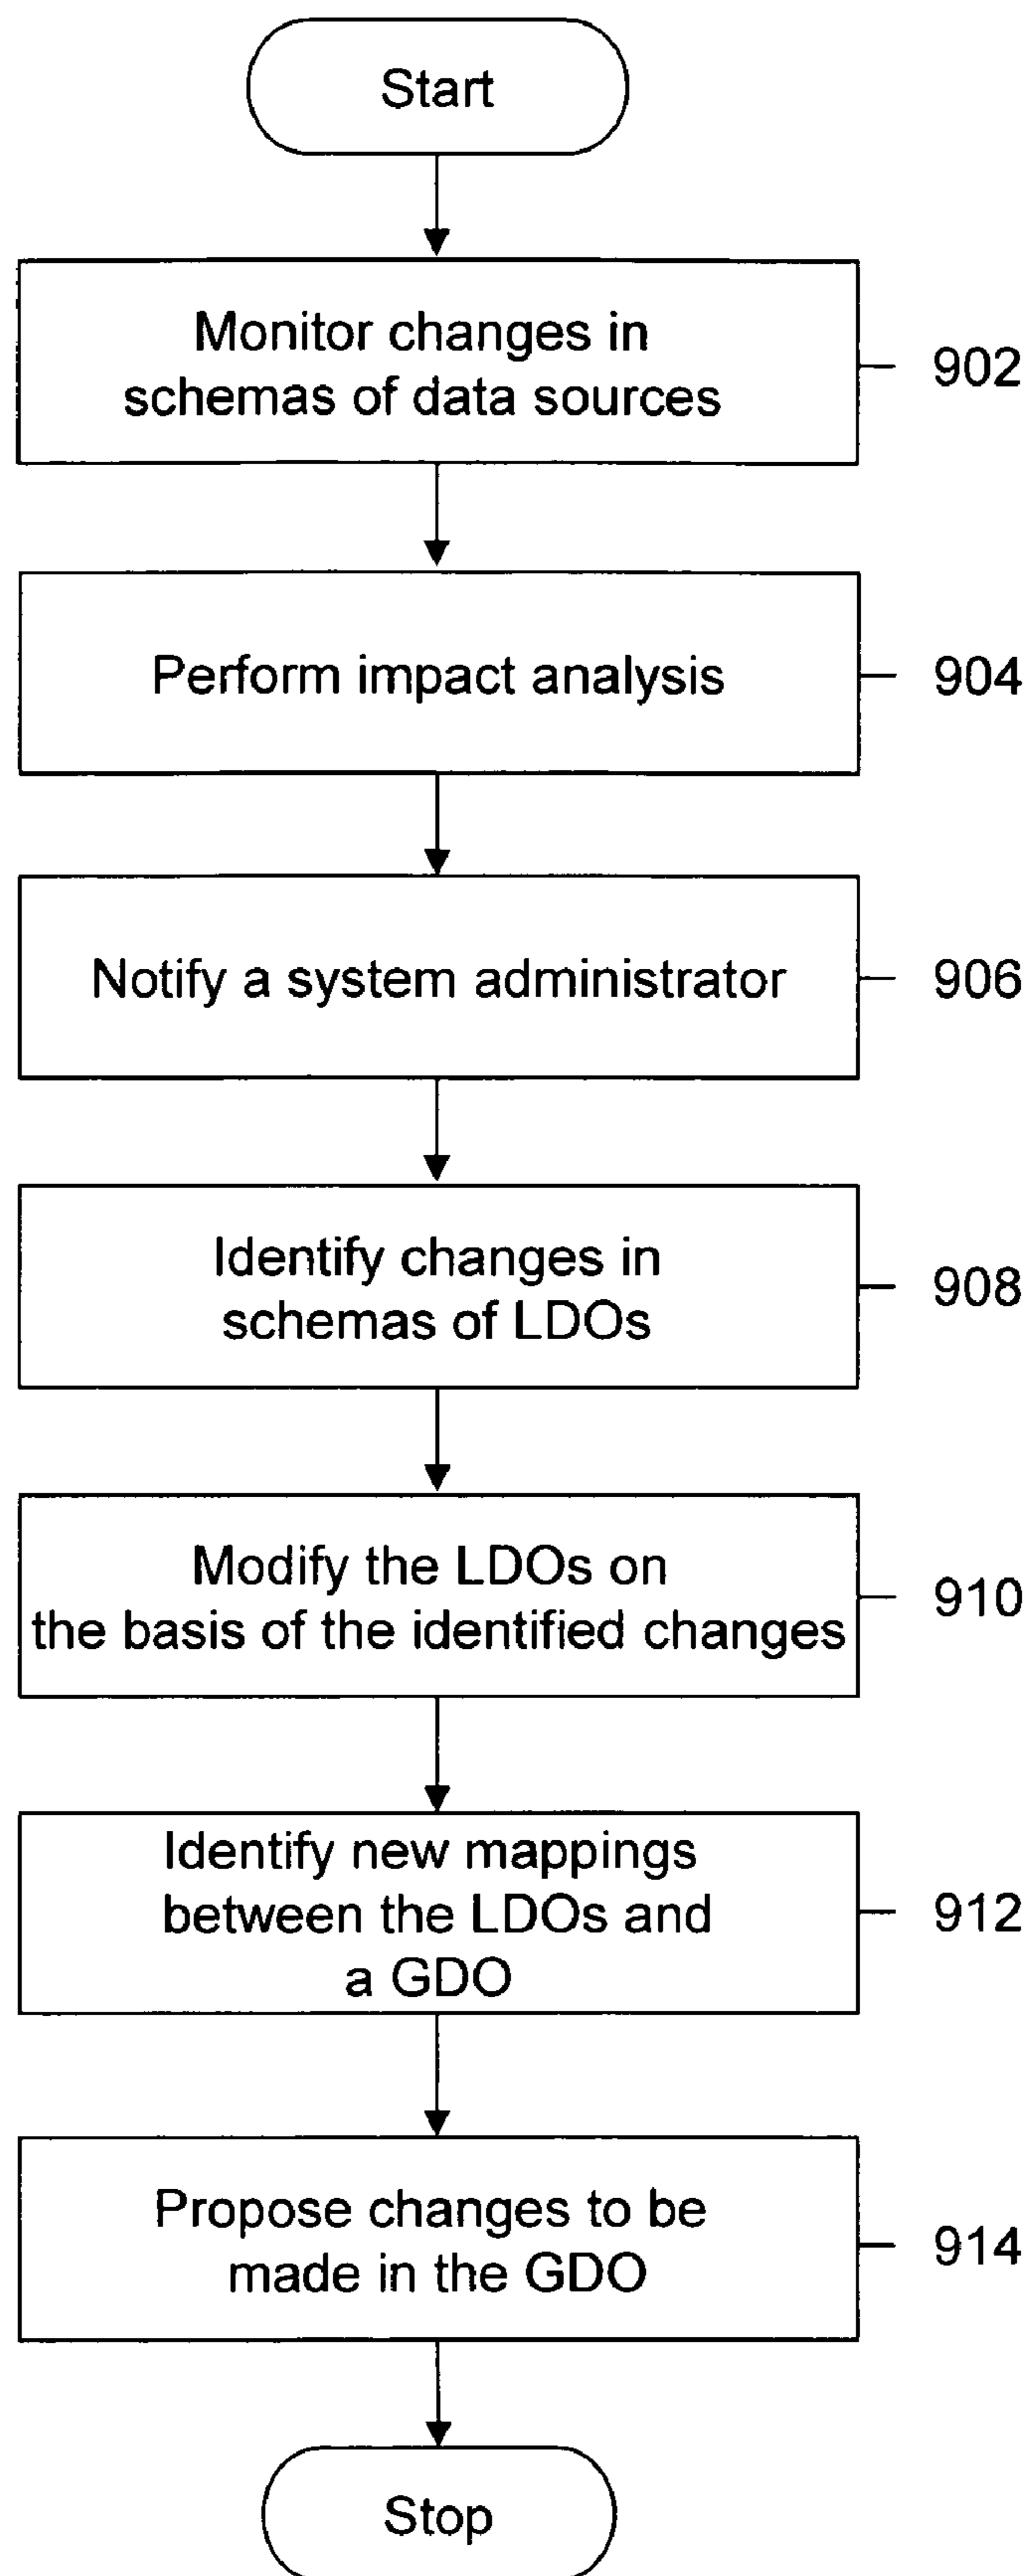 Start
Monitor changes in
schemas of data sources
902
Perform impact analysis
904
Notify a system administrator
906
Identify changes in
schemas of LDOs
908
Modify the LDOs on
the basis of the identified changes
910
Identify new mappings
between the LDOs and
a GDO
912
Propose changes to be
made in the GDO
914
Stop